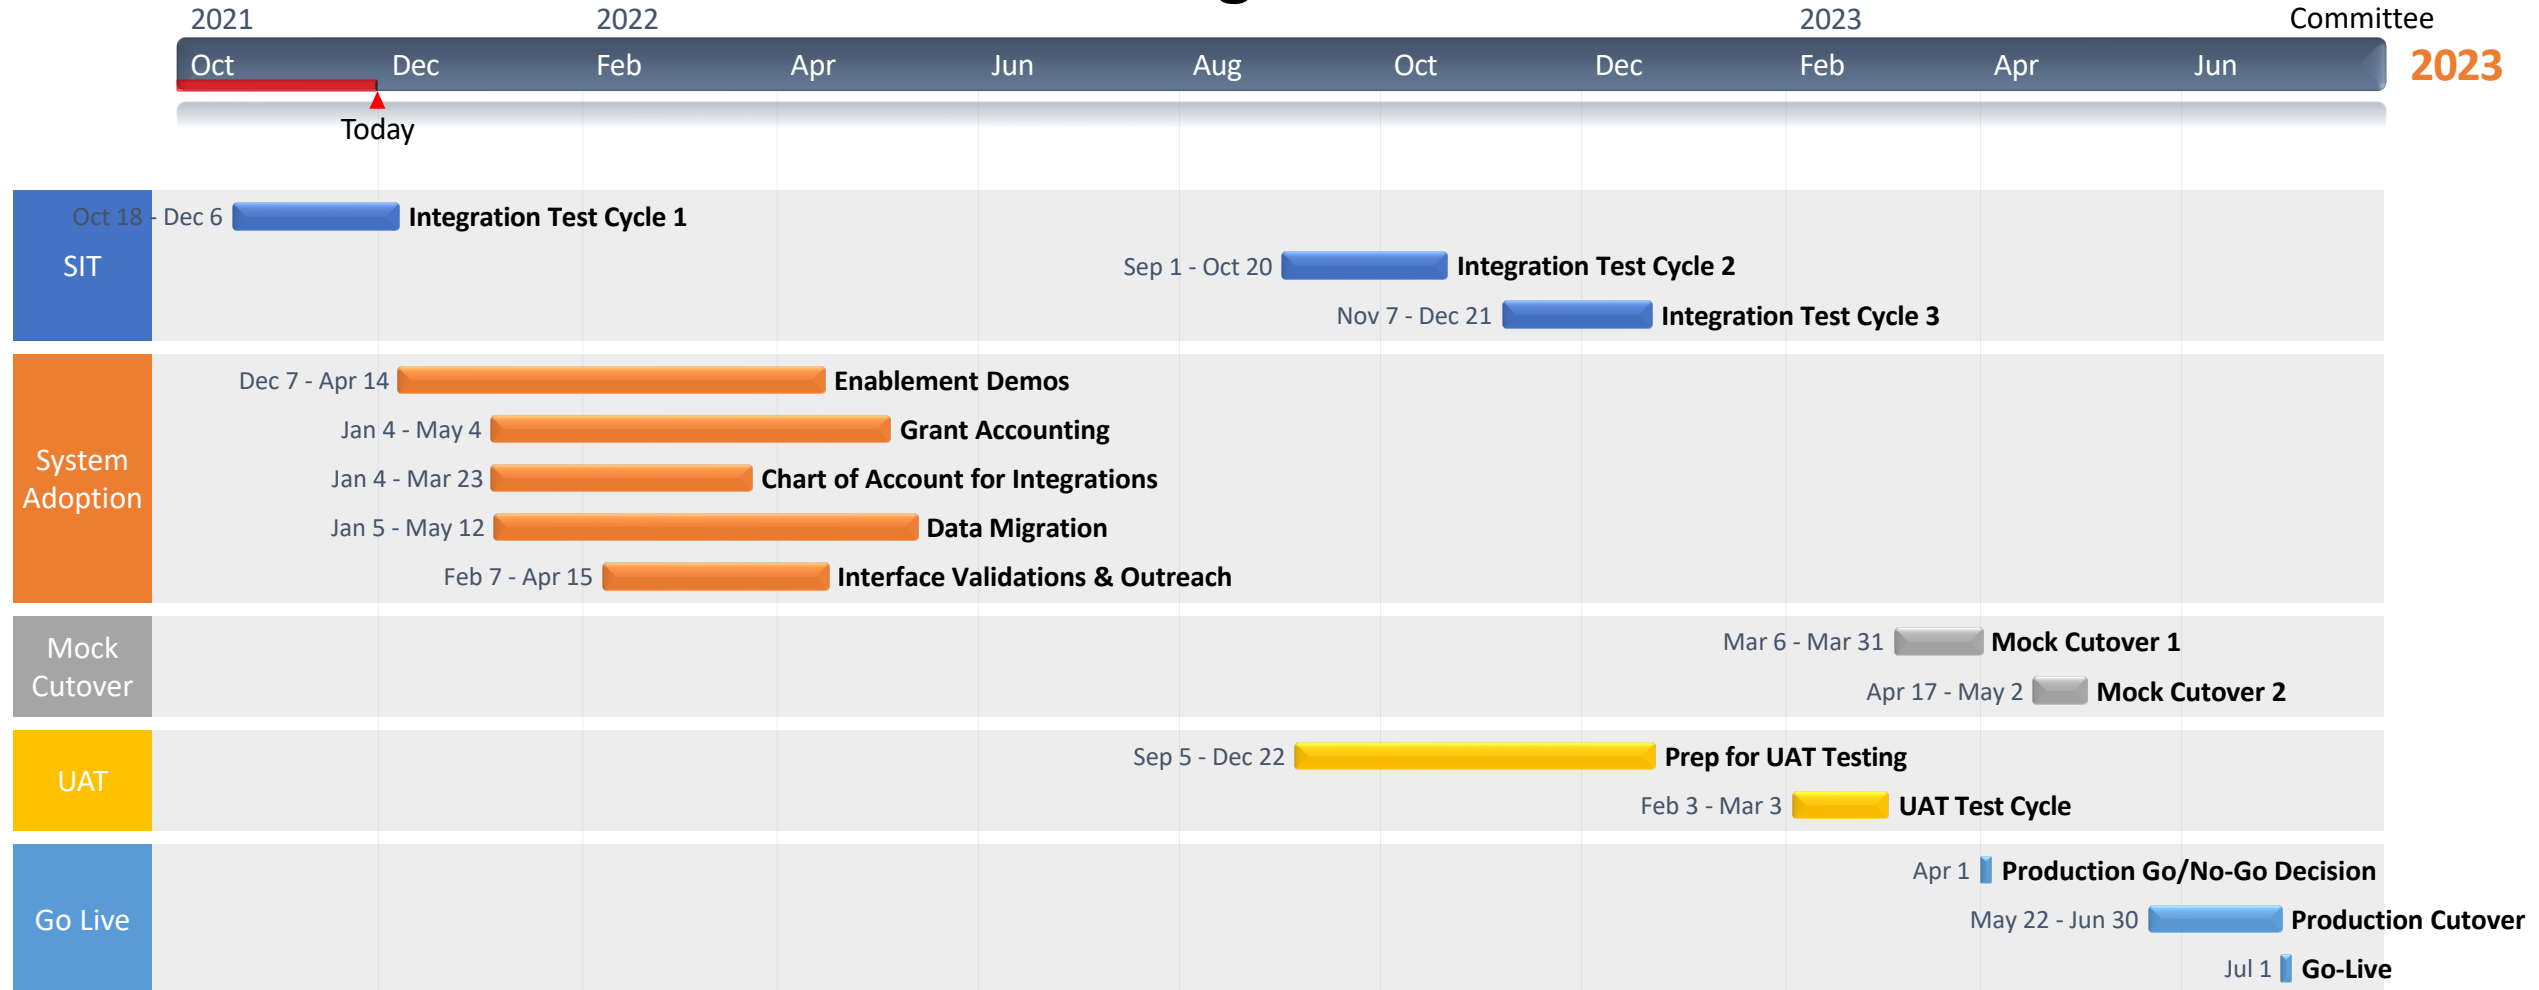 2021 2022 2023 Committee
Oct Dec Feb Apr Jun Aug Oct Dec Feb Apr Jun 2023
Today
SIT
Oct 18 - Dec 6 Integration Test Cycle 1
Sep 1 - Oct 20 Integration Test Cycle 2
Nov 7 - Dec 21 Integration Test Cycle 3
System
Adoption
Dec 7 - Apr 14 Enablement Demos
Jan 4 - May 4 Grant Accounting
Jan 4 - Mar 23 Chart of Account for Integrations
Jan 5 - May 12 Data Migration
Feb 7 - Apr 15 Interface Validations & Outreach
Mock
Cutover
Mar 6 - Mar 31 Mock Cutover 1
Apr 17 - May 2 Mock Cutover 2
UAT
Sep 5 - Dec 22 Prep for UAT Testing
Feb 3 - Mar 3 UAT Test Cycle
Go Live
Apr 1 Production Go/No-Go Decision
May 22 - Jun 30 Production Cutover
Jul 1 Go-Live